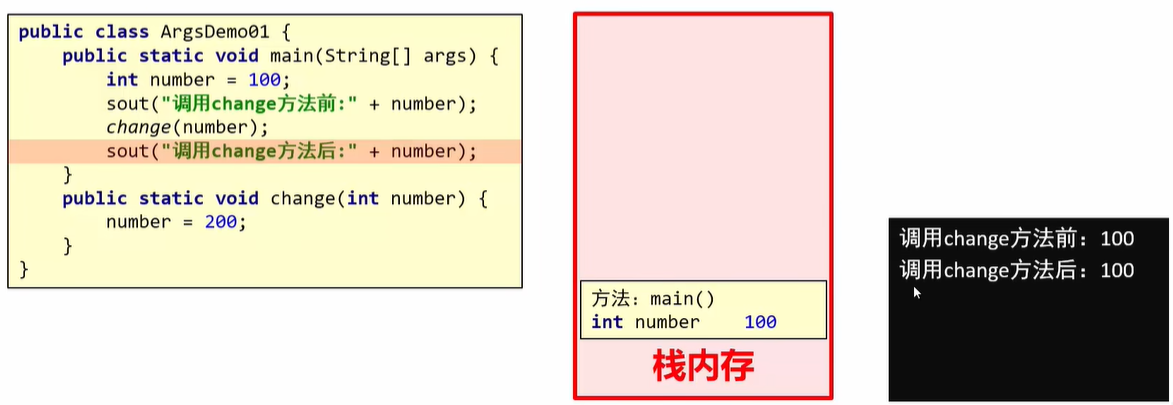 public class ArgsDemo01 {
    public static void main(String[] args) {
        int number = 100;
        sout("调用change方法前:" + number);
        change(number);
        sout("调用change方法后:" + number);
    }
    public static void change(int number) {
        number = 200;
    }
}
方法: main()
int number 100
栈内存
调用change方法前: 100
调用change方法后: 100